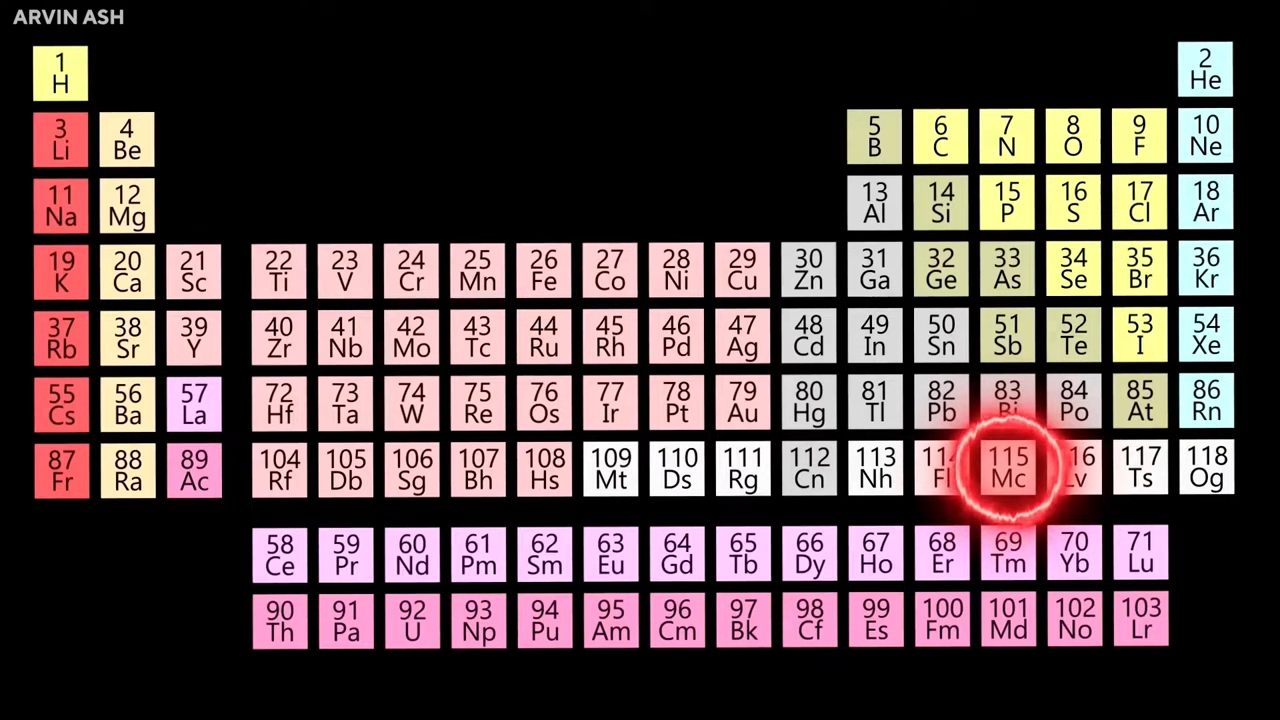 ARVIN ASH
1 2
H He
3 4 5 6 7 8 9 10
Li Be B C N O F Ne
11 12 13 14 15 16 17 18
Na Mg Al Si P S Cl Ar
19 20 21 22 23 24 25 26 27 28 29 30 31 32 33 34 35 36
K Ca Sc Ti V Cr Mn Fe Co Ni Cu Zn Ga Ge As Se Br Kr
37 38 39 40 41 42 43 44 45 46 47 48 49 50 51 52 53 54
Rb Sr Y Zr Nb Mo Tc Ru Rh Pd Ag Cd In Sn Sb Te I Xe
55 56 57 72 73 74 75 76 77 78 79 80 81 82 83 84 85 86
Cs Ba La Hf Ta W Re Os Ir Pt Au Hg Tl Pb Bi Po At Rn
87 88 89 104 105 106 107 108 109 110 111 112 113 114 115 116 117 118
Fr Ra Ac Rf Db Sg Bh Hs Mt Ds Rg Cn Nh Fl Mc Lv Ts Og
58 59 60 61 62 63 64 65 66 67 68 69 70 71
Ce Pr Nd Pm Sm Eu Gd Tb Dy Ho Er Tm Yb Lu
90 91 92 93 94 95 96 97 98 99 100 101 102 103
Th Pa U Np Pu Am Cm Bk Cf Es Fm Md No Lr